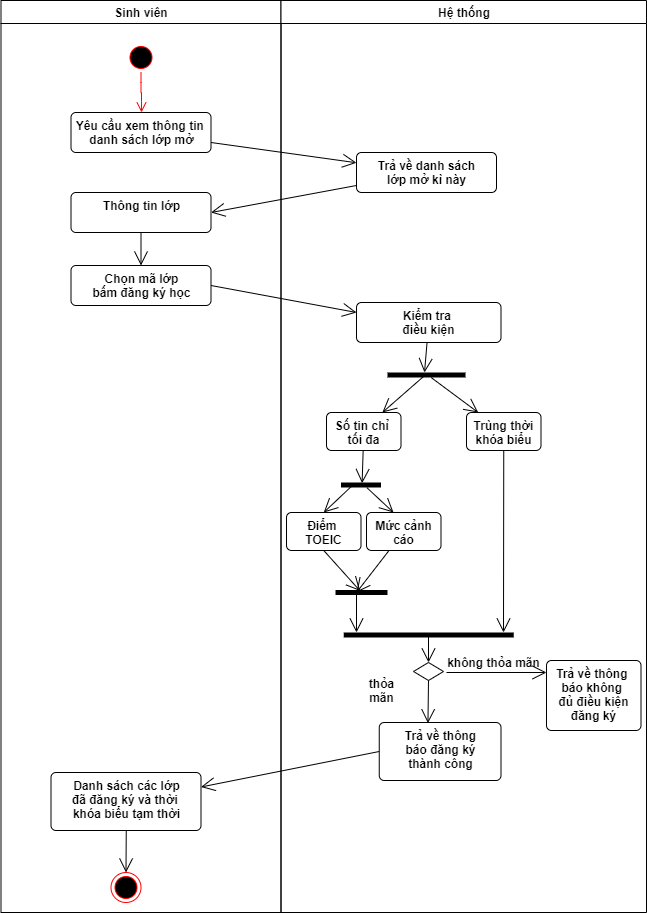 Sinh viên
Hệ thống
Yêu cầu xem thông tin
danh sách lớp mở
Trả về danh sách
lớp mở kì này
Thông tin lớp
Chọn mã lớp
bấm đăng ký học
Kiểm tra
điều kiện
Số tin chỉ
tối đa
Trùng thời
khóa biểu
Điểm
TOEIC
Mức cảnh
cáo
không thỏa mãn
thỏa
mãn
Trả về thông
báo không
đủ điều kiện
đăng ký
Trả về thông
báo đăng ký
thành công
Danh sách các lớp
đã đăng ký và thời
khóa biểu tạm thời